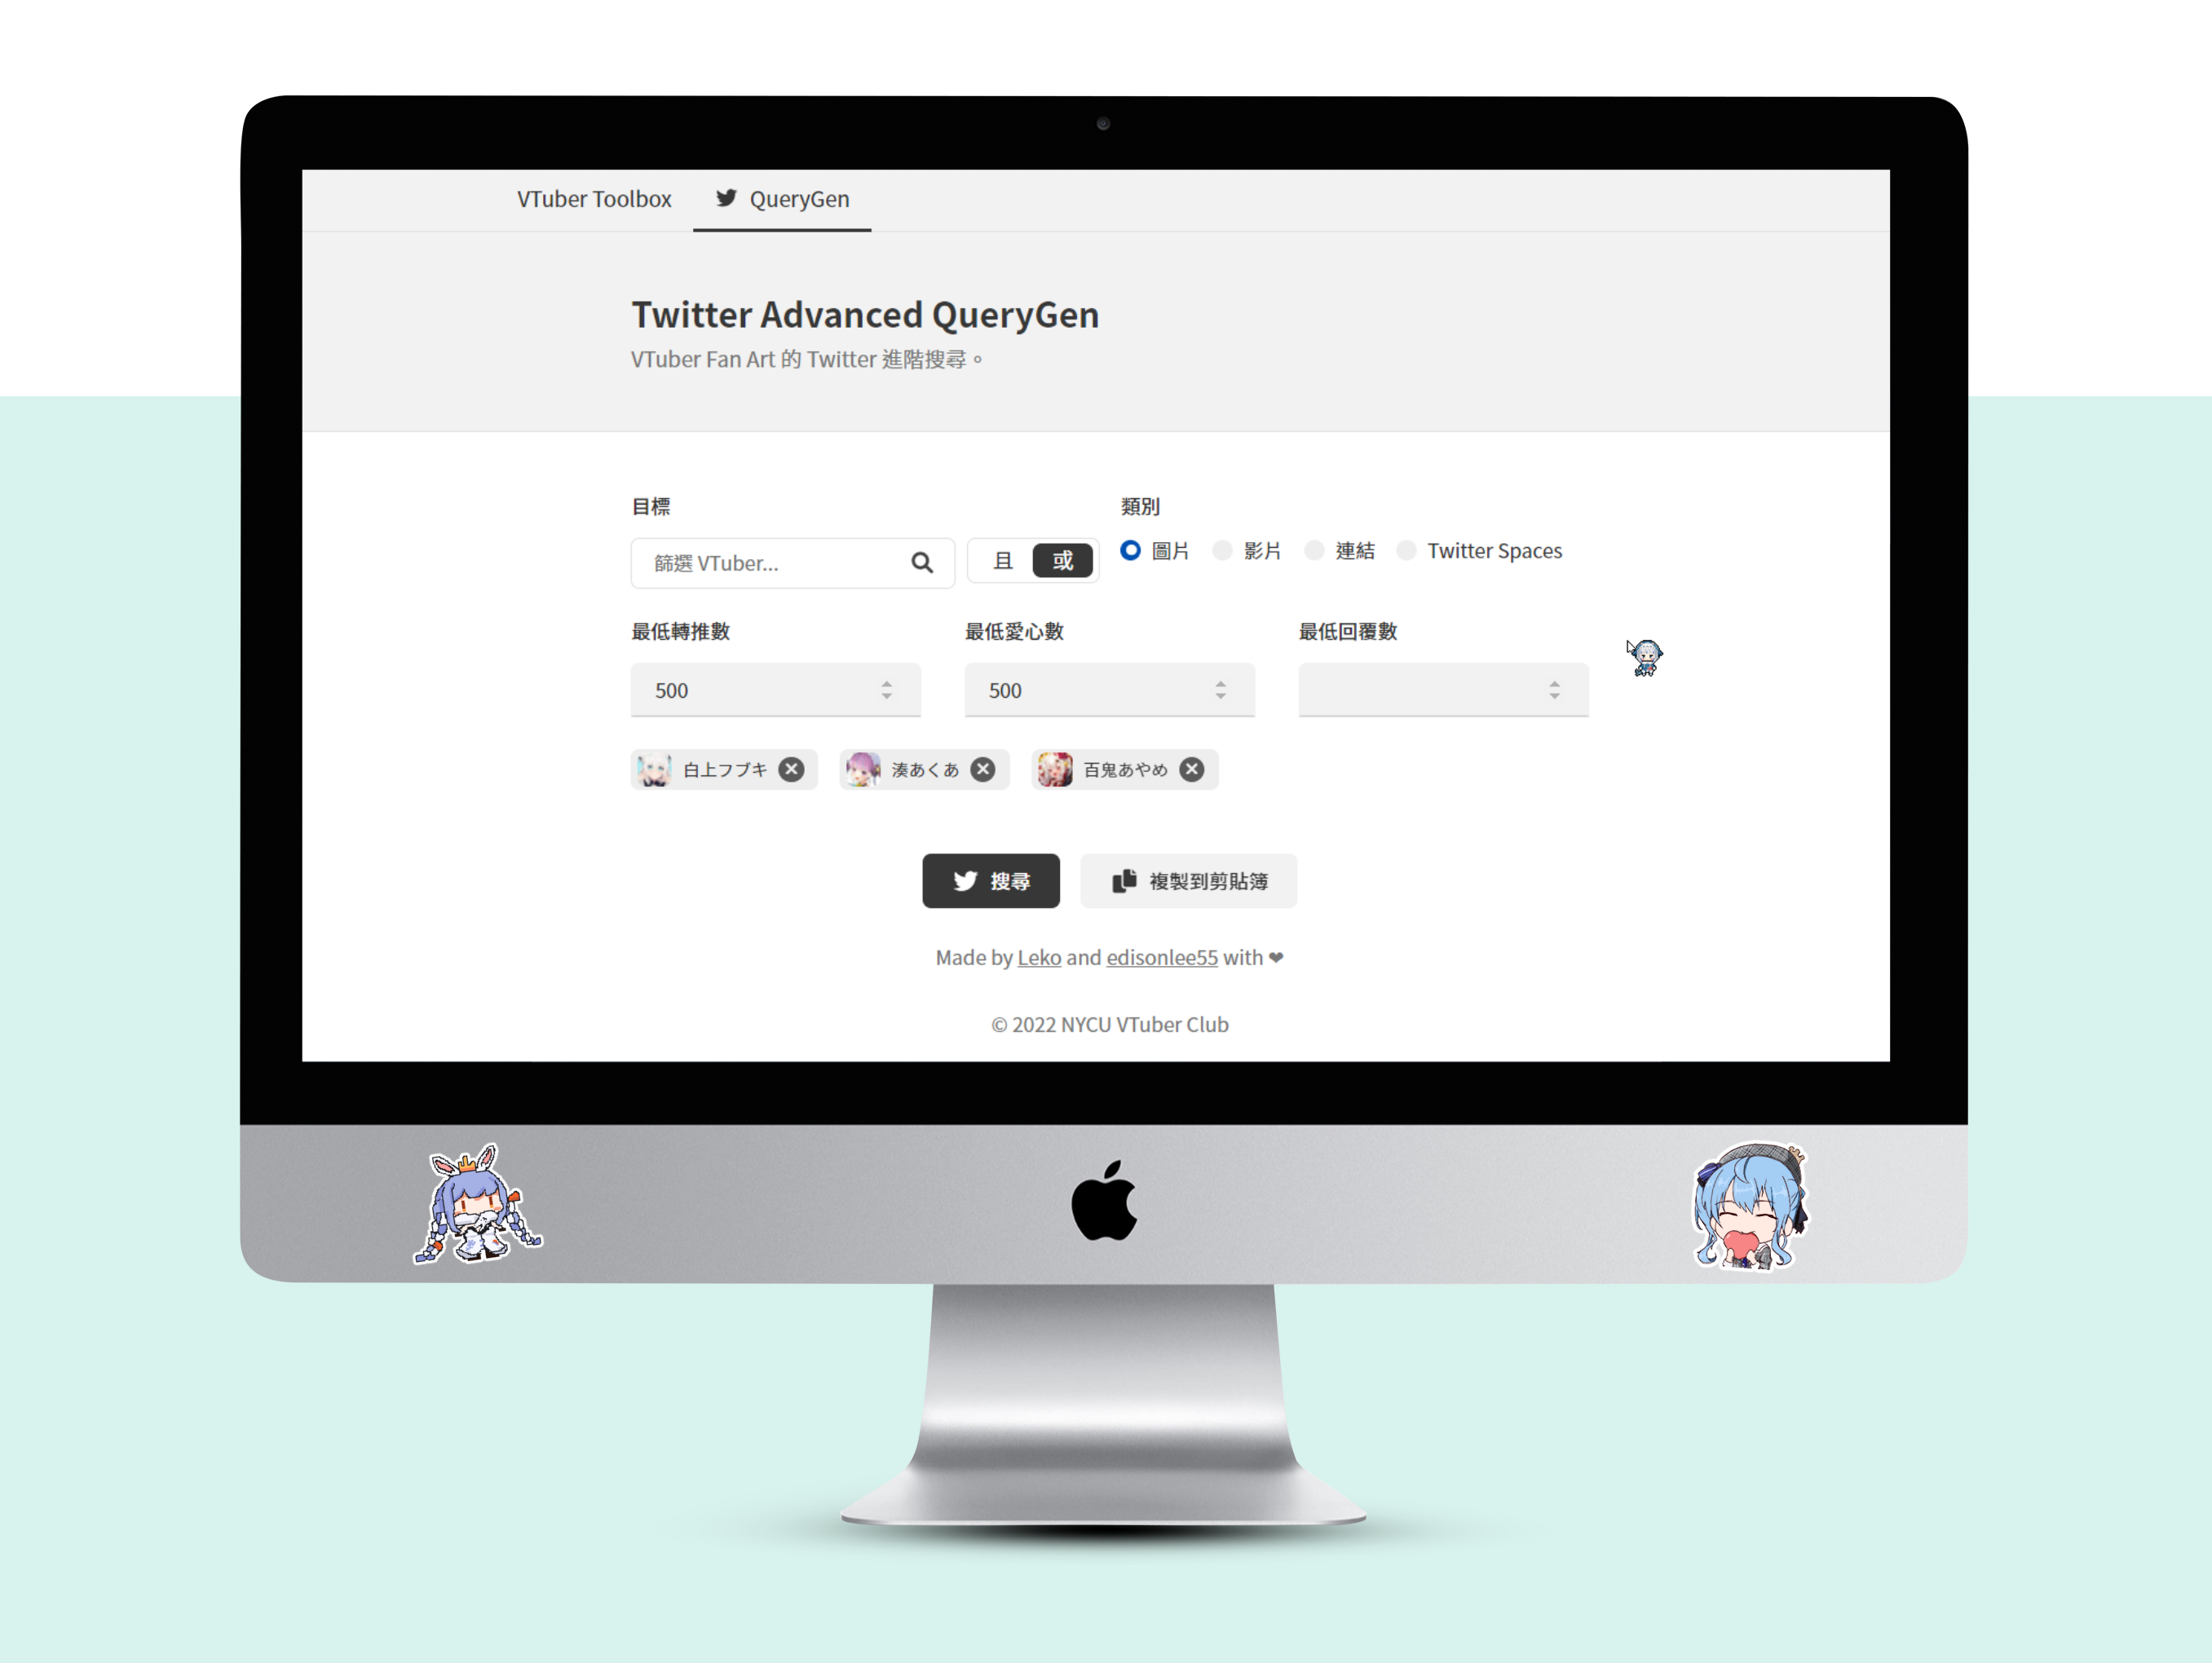 VTuber Toolbox QueryGen
Twitter Advanced QueryGen
VTuber Fan Art 的 Twitter 進階搜尋。
目標 類別
篩選 VTuber... 且 或 圖片 影片 連結 Twitter Spaces
最低轉推數 最低愛心數 最低回覆數
500 500
白上フブキ 湊あくあ 百鬼あやめ
搜尋 複製到剪貼簿
Made by Leko and edisonlee55 with ❤
© 2022 NYCU VTuber Club